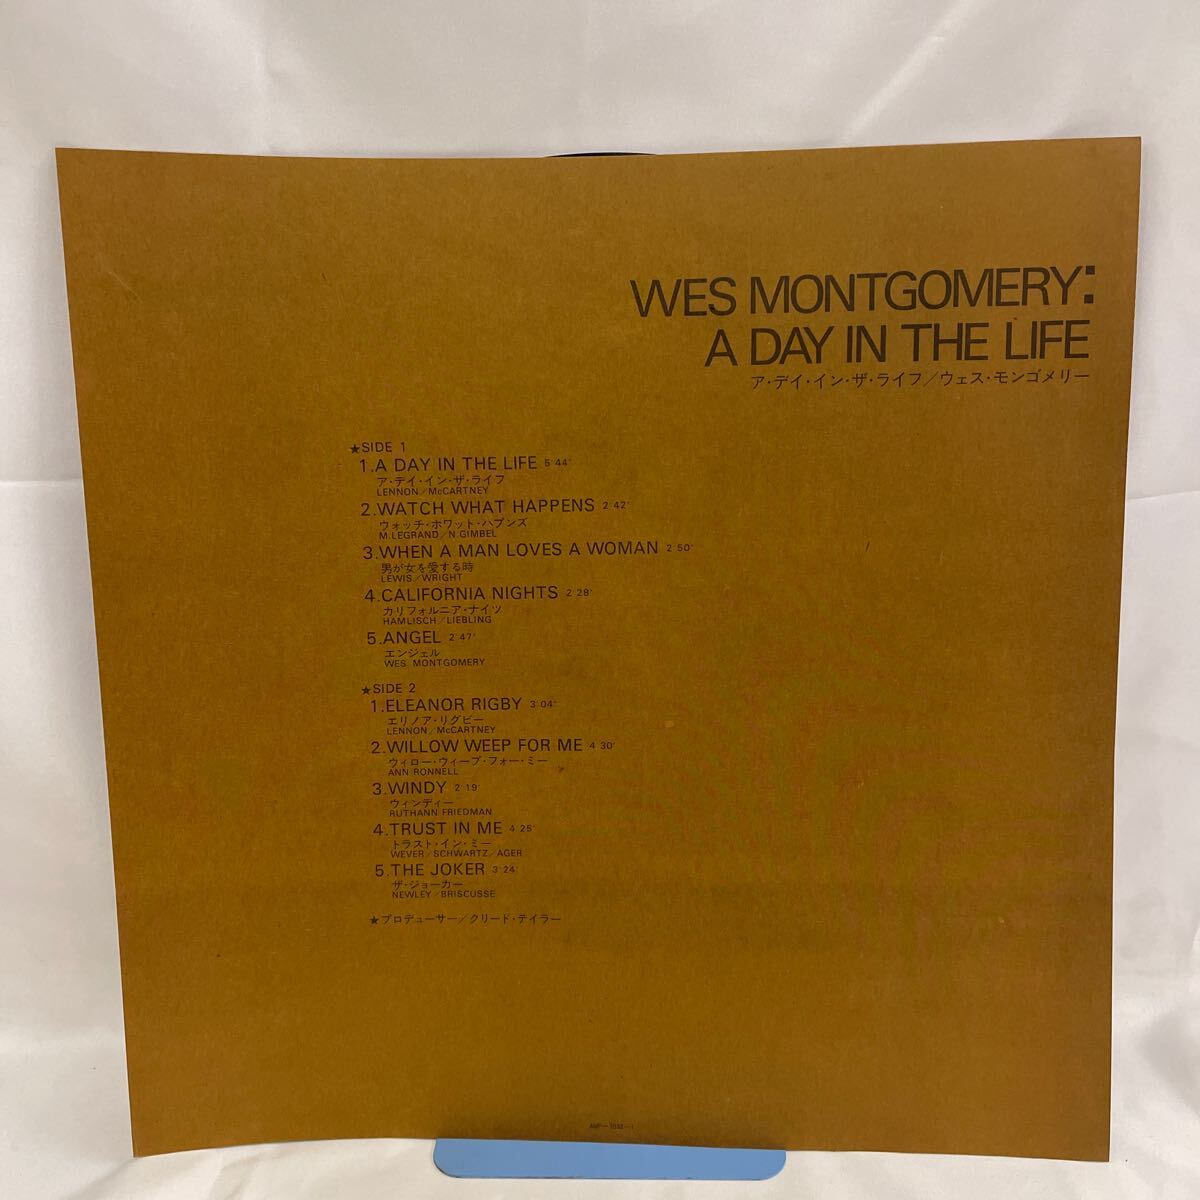 WES MONTGOMERY:
A DAY IN THE LIFE
ア・デイ・イン・ザ・ライフ/ウェス・モンゴメリー
★SIDE 1
1.A DAY IN THE LIFE 5′44″
ア・デイ・イン・ザ・ライフ
LENNON/McCARTNEY
2.WATCH WHAT HAPPENS 2′42″
ウォッチ・ホワット・ハプンズ
M.LEGRAND/N.GIMBEL
3.WHEN A MAN LOVES A WOMAN 2′50″
男が女を愛する時
LEWIS/WRIGHT
4.CALIFORNIA NIGHTS 2′28″
カリフォルニア・ナイツ
HAMLISCH/LIEBLING
5.ANGEL 2′47″
エンジェル
WES MONTGOMERY
★SIDE 2
1.ELEANOR RIGBY 3′04″
エリノア・リグビー
LENNON/McCARTNEY
2.WILLOW WEEP FOR ME 4′30″
ウィロー・ウィープ・フォー・ミー
ANN RONNELL
3.WINDY 2′19″
ウィンディー
RUTHANN FRIEDMAN
4.TRUST IN ME 4′25″
トラスト・イン・ミー
WEVER/SCHWARTZ/AGER
5.THE JOKER 3′24″
ザ・ジョーカー
NEWLEY/BRISCUSSE
★プロデューサー/クリード・テイラー